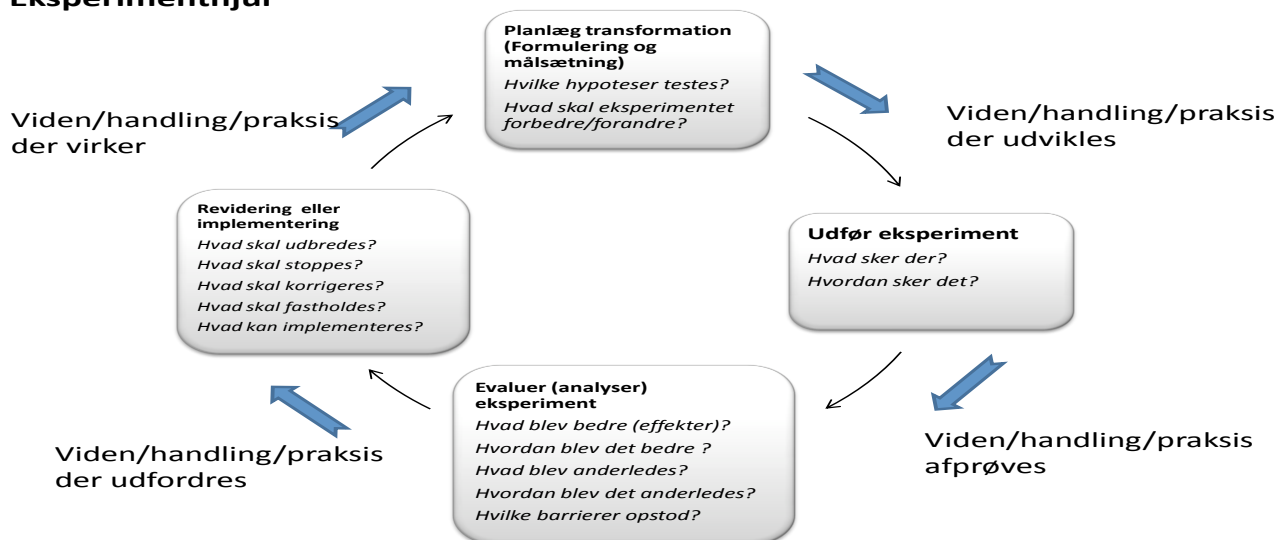 Eksperimenthjul
Planlæg transformation
(Formulering og
målsætning)
Hvilke hypoteser testes?
Hvad skal eksperimentet
forbedre/forandre?
Viden/handling/praksis
der udvikles
Udfør eksperiment
Hvad sker der?
Hvordan sker det?
Viden/handling/praksis
afprøves
Evaluer (analyser)
eksperiment
Hvad blev bedre (effekter)?
Hvordan blev det bedre ?
Hvad blev anderledes?
Hvordan blev det anderledes?
Hvilke barrierer opstod?
Viden/handling/praksis
der udfordres
Revidering eller
implementering
Hvad skal udbredes?
Hvad skal stoppes?
Hvad skal korrigeres?
Hvad skal fastholdes?
Hvad kan implementeres?
Viden/handling/praksis
der virker